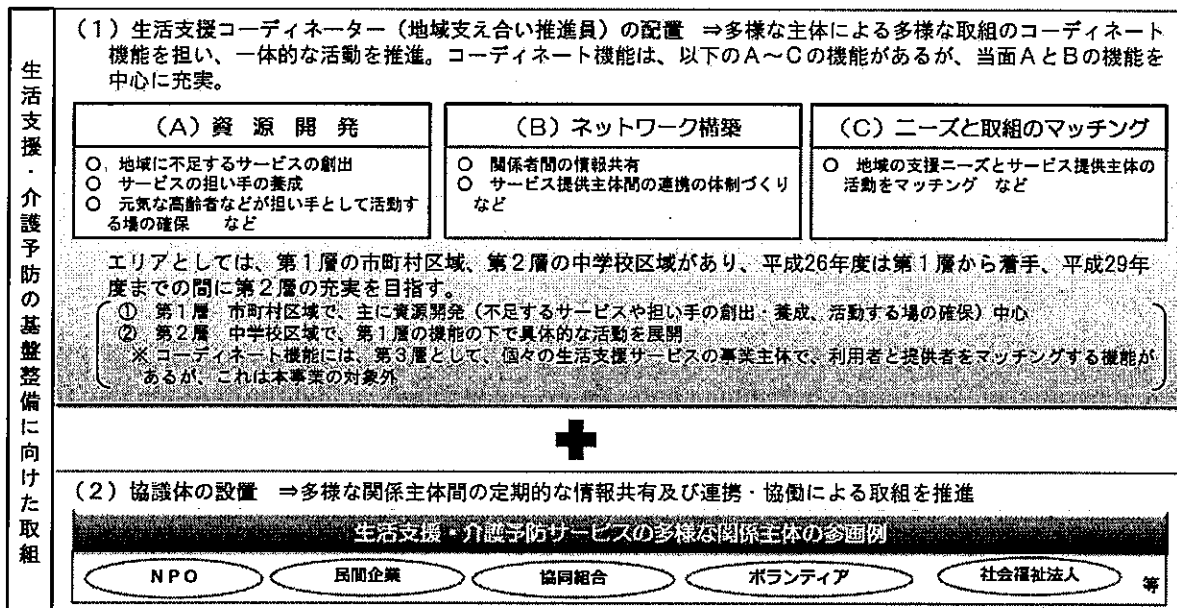 生活支援・介護予防の基盤整備に向けた取組
(1)生活支援コーディネーター(地域支え合い推進員)の配置 ⇒多様な主体による多様な取組のコーディネート
機能を担い、一体的な活動を推進。コーディネート機能は、以下のA~Cの機能があるが、当面AとBの機能を
中心に充実。
(A)資源開発
○ 地域に不足するサービスの創出
○ サービスの担い手の養成
○ 元気な高齢者などが担い手として活動す
る場の確保 など
(B)ネットワーク構築
○ 関係者間の情報共有
○ サービス提供主体間の連携の体制づくり
など
(C)ニーズと取組のマッチング
○ 地域の支援ニーズとサービス提供主体の
活動をマッチング など
エリアとしては、第1層の市町村区域、第2層の中学校区域があり、平成26年度は第1層から着手、平成29年
度までの間に第2層の充実を目指す。
① 第1層 市町村区域で、主に資源開発(不足するサービスや担い手の創出・養成、活動する場の確保)中心
② 第2層 中学校区域で、第1層の機能の下で具体的な活動を展開
※ コーディネート機能には、第3層として、個々の生活支援サービスの事業主体で、利用者と提供者をマッチングする機能が
あるが、これは本事業の対象外
(2)協議体の設置 ⇒多様な関係主体間の定期的な情報共有及び連携・協働による取組を推進
生活支援・介護予防サービスの多様な関係主体の参画例
NPO
民間企業
協同組合
ボランティア
社会福祉法人
等